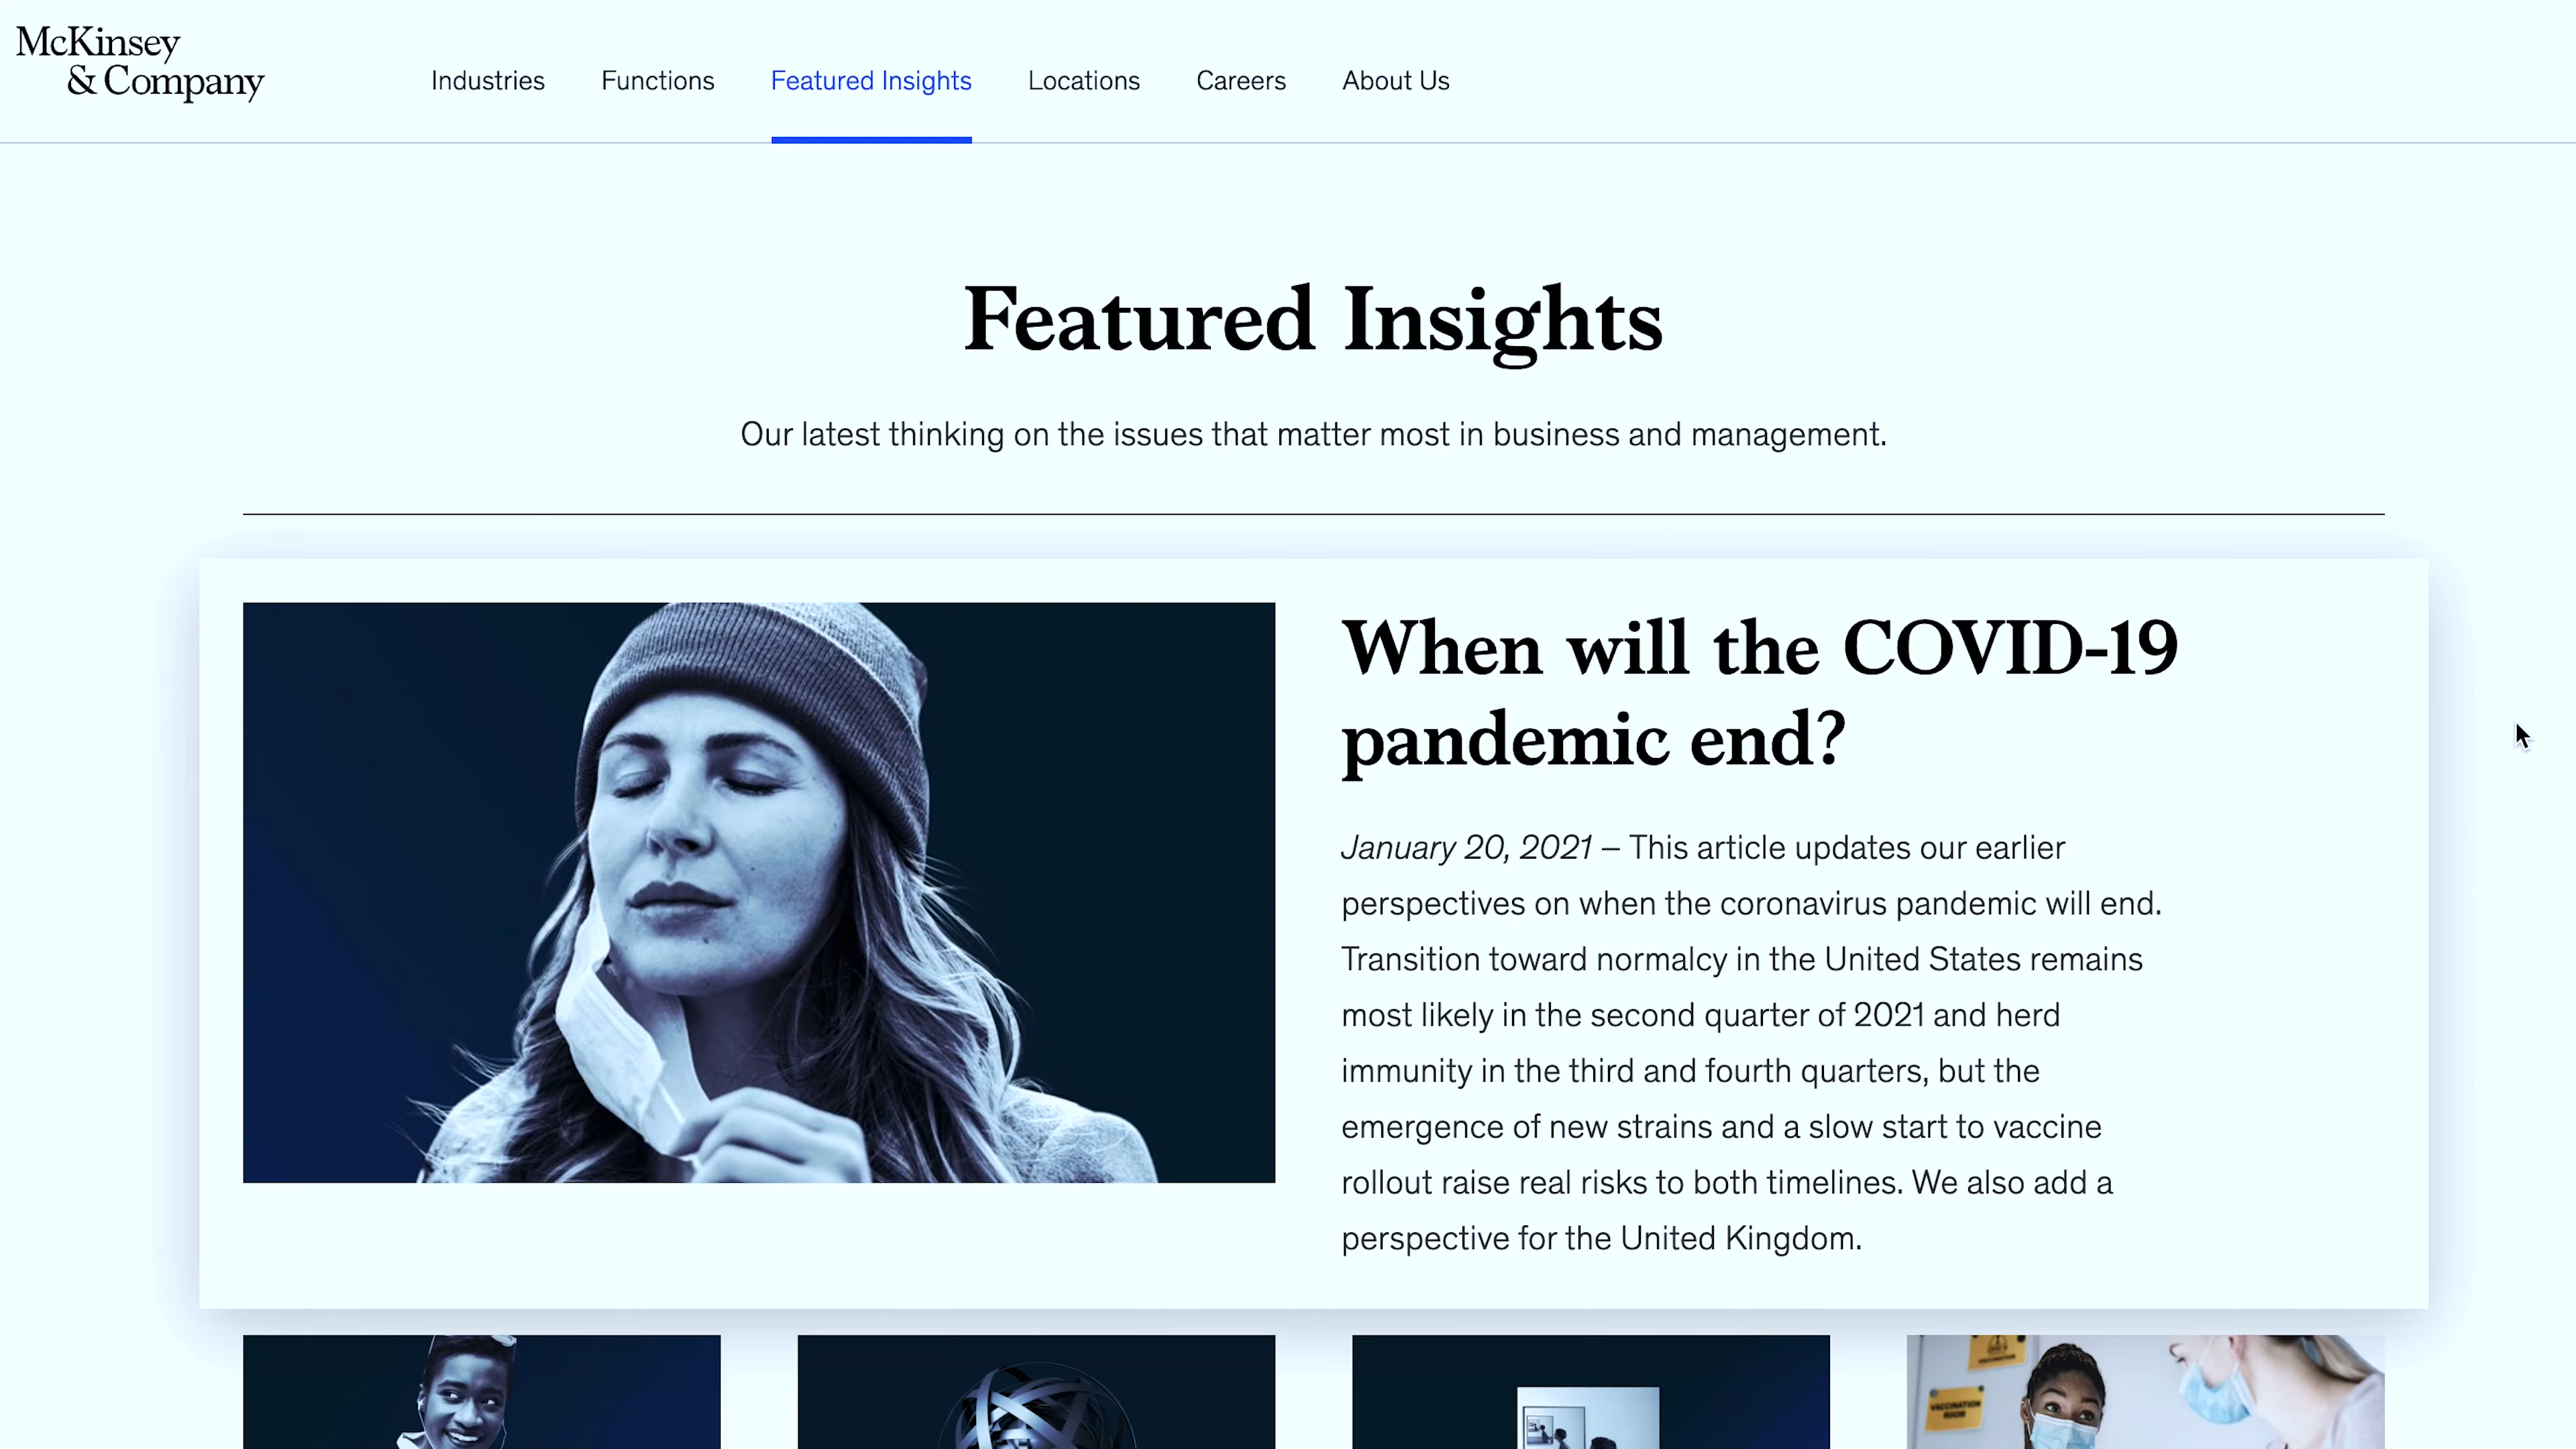 McKinsey
& Company
Industries
Functions
Featured Insights
Locations
Careers
About Us
Featured Insights
Our latest thinking on the issues that matter most in business and management.
When will the COVID-19
pandemic end?
January 20, 2021 – This article updates our earlier
perspectives on when the coronavirus pandemic will end.
Transition toward normalcy in the United States remains
most likely in the second quarter of 2021 and herd
immunity in the third and fourth quarters, but the
emergence of new strains and a slow start to vaccine
rollout raise real risks to both timelines. We also add a
perspective for the United Kingdom.
VACCINATION
VACCINATION
ROOM